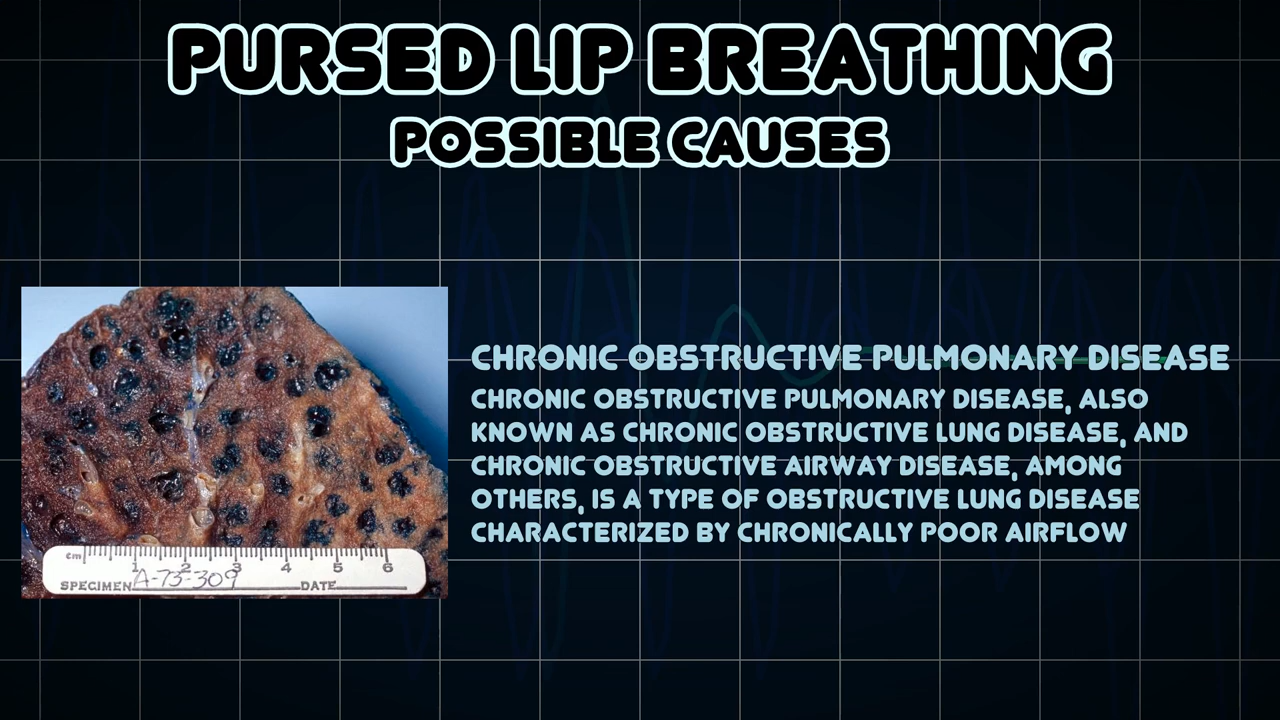 PURSED LIP BREATHING
POSSIBLE CAUSES
CHRONIC OBSTRUCTIVE PULMONARY DISEASE
CHRONIC OBSTRUCTIVE PULMONARY DISEASE, ALSO
KNOWN AS CHRONIC OBSTRUCTIVE LUNG DISEASE, AND
CHRONIC OBSTRUCTIVE AIRWAY DISEASE, AMONG
OTHERS, IS A TYPE OF OBSTRUCTIVE LUNG DISEASE
CHARACTERIZED BY CHRONICALLY POOR AIRFLOW
cm 1 2 3 4 5 6
SPECIMEN A-73-309 DATE